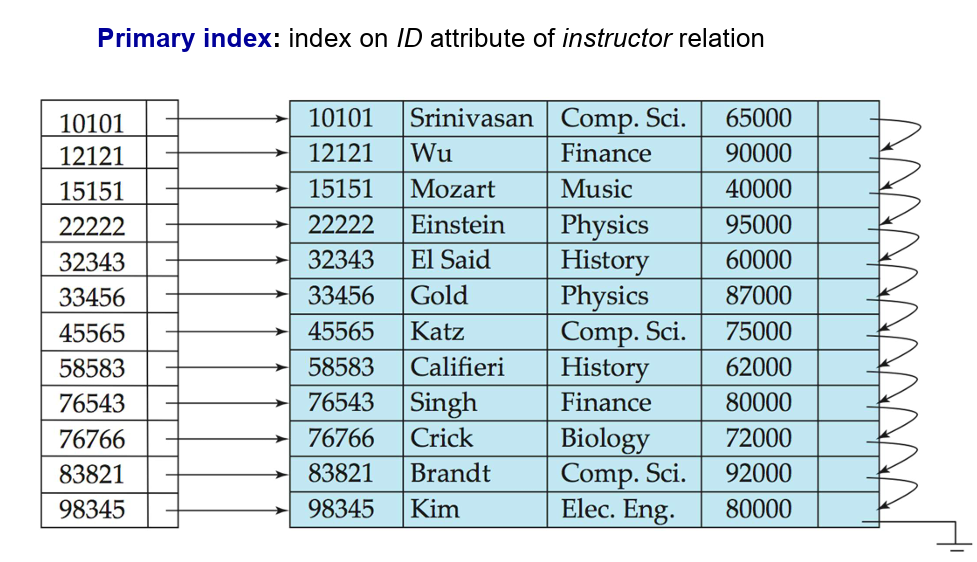 Primary index: index on ID attribute of instructor relation
10101 10101 Srinivasan Comp. Sci. 65000
12121 12121 Wu Finance 90000
15151 15151 Mozart Music 40000
22222 22222 Einstein Physics 95000
32343 32343 El Said History 60000
33456 33456 Gold Physics 87000
45565 45565 Katz Comp. Sci. 75000
58583 58583 Califieri History 62000
76543 76543 Singh Finance 80000
76766 76766 Crick Biology 72000
83821 83821 Brandt Comp. Sci. 92000
98345 98345 Kim Elec. Eng. 80000